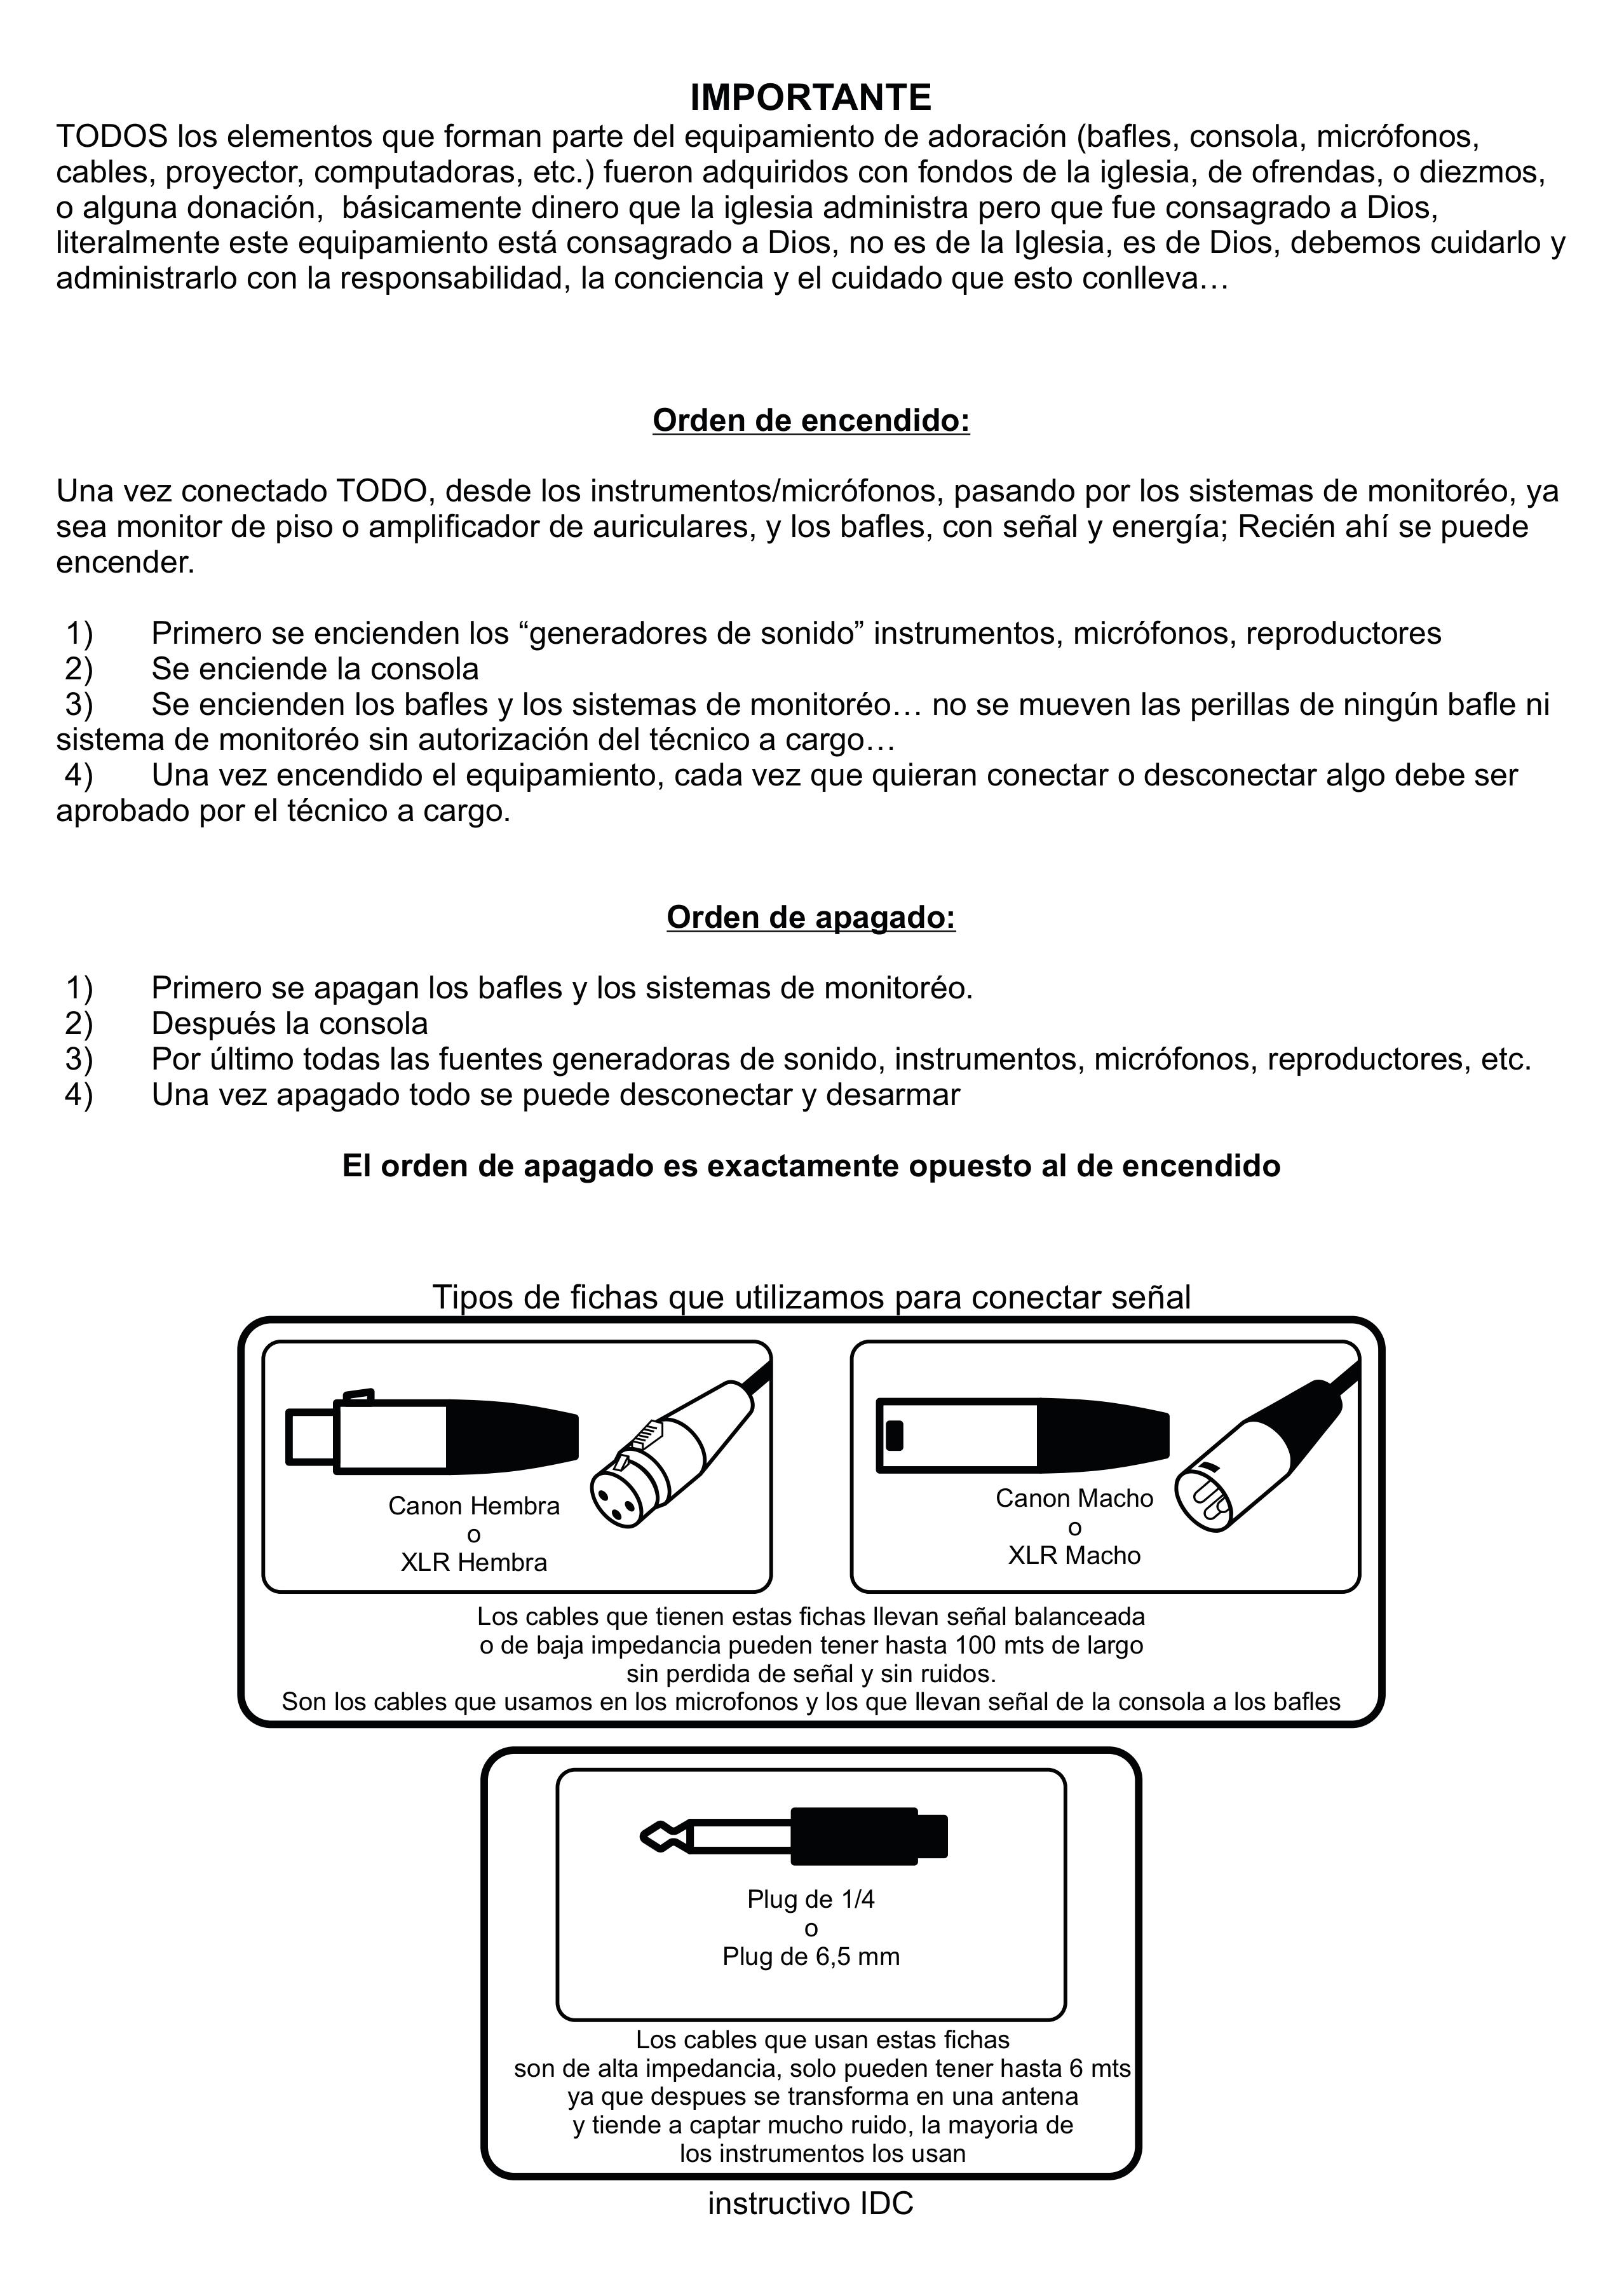 IMPORTANTE
TODOS los elementos que forman parte del equipamiento de adoración (bafles, consola, micrófonos,
cables, proyector, computadoras, etc.) fueron adquiridos con fondos de la iglesia, de ofrendas, o diezmos,
o alguna donación,  básicamente dinero que la iglesia administra pero que fue consagrado a Dios,
literalmente este equipamiento está consagrado a Dios, no es de la Iglesia, es de Dios, debemos cuidarlo y
administrarlo con la responsabilidad, la conciencia y el cuidado que esto conlleva…
Orden de encendido:
Una vez conectado TODO, desde los instrumentos/micrófonos, pasando por los sistemas de monitoréo, ya
sea monitor de piso o amplificador de auriculares, y los bafles, con señal y energía; Recién ahí se puede
encender.
1) Primero se encienden los “generadores de sonido” instrumentos, micrófonos, reproductores
2) Se enciende la consola
3) Se encienden los bafles y los sistemas de monitoréo… no se mueven las perillas de ningún bafle ni
sistema de monitoréo sin autorización del técnico a cargo…
4) Una vez encendido el equipamiento, cada vez que quieran conectar o desconectar algo debe ser
aprobado por el técnico a cargo.
Orden de apagado:
1) Primero se apagan los bafles y los sistemas de monitoréo.
2) Después la consola
3) Por último todas las fuentes generadoras de sonido, instrumentos, micrófonos, reproductores, etc.
4) Una vez apagado todo se puede desconectar y desarmar
El orden de apagado es exactamente opuesto al de encendido
Tipos de fichas que utilizamos para conectar señal
Canon Hembra
o
XLR Hembra
Canon Macho
o
XLR Macho
Los cables que tienen estas fichas llevan señal balanceada
o de baja impedancia pueden tener hasta 100 mts de largo
sin perdida de señal y sin ruidos.
Son los cables que usamos en los microfonos y los que llevan señal de la consola a los bafles
Plug de 1/4
o
Plug de 6,5 mm
Los cables que usan estas fichas
son de alta impedancia, solo pueden tener hasta 6 mts
ya que despues se transforma en una antena
y tiende a captar mucho ruido, la mayoria de
los instrumentos los usan
instructivo IDC